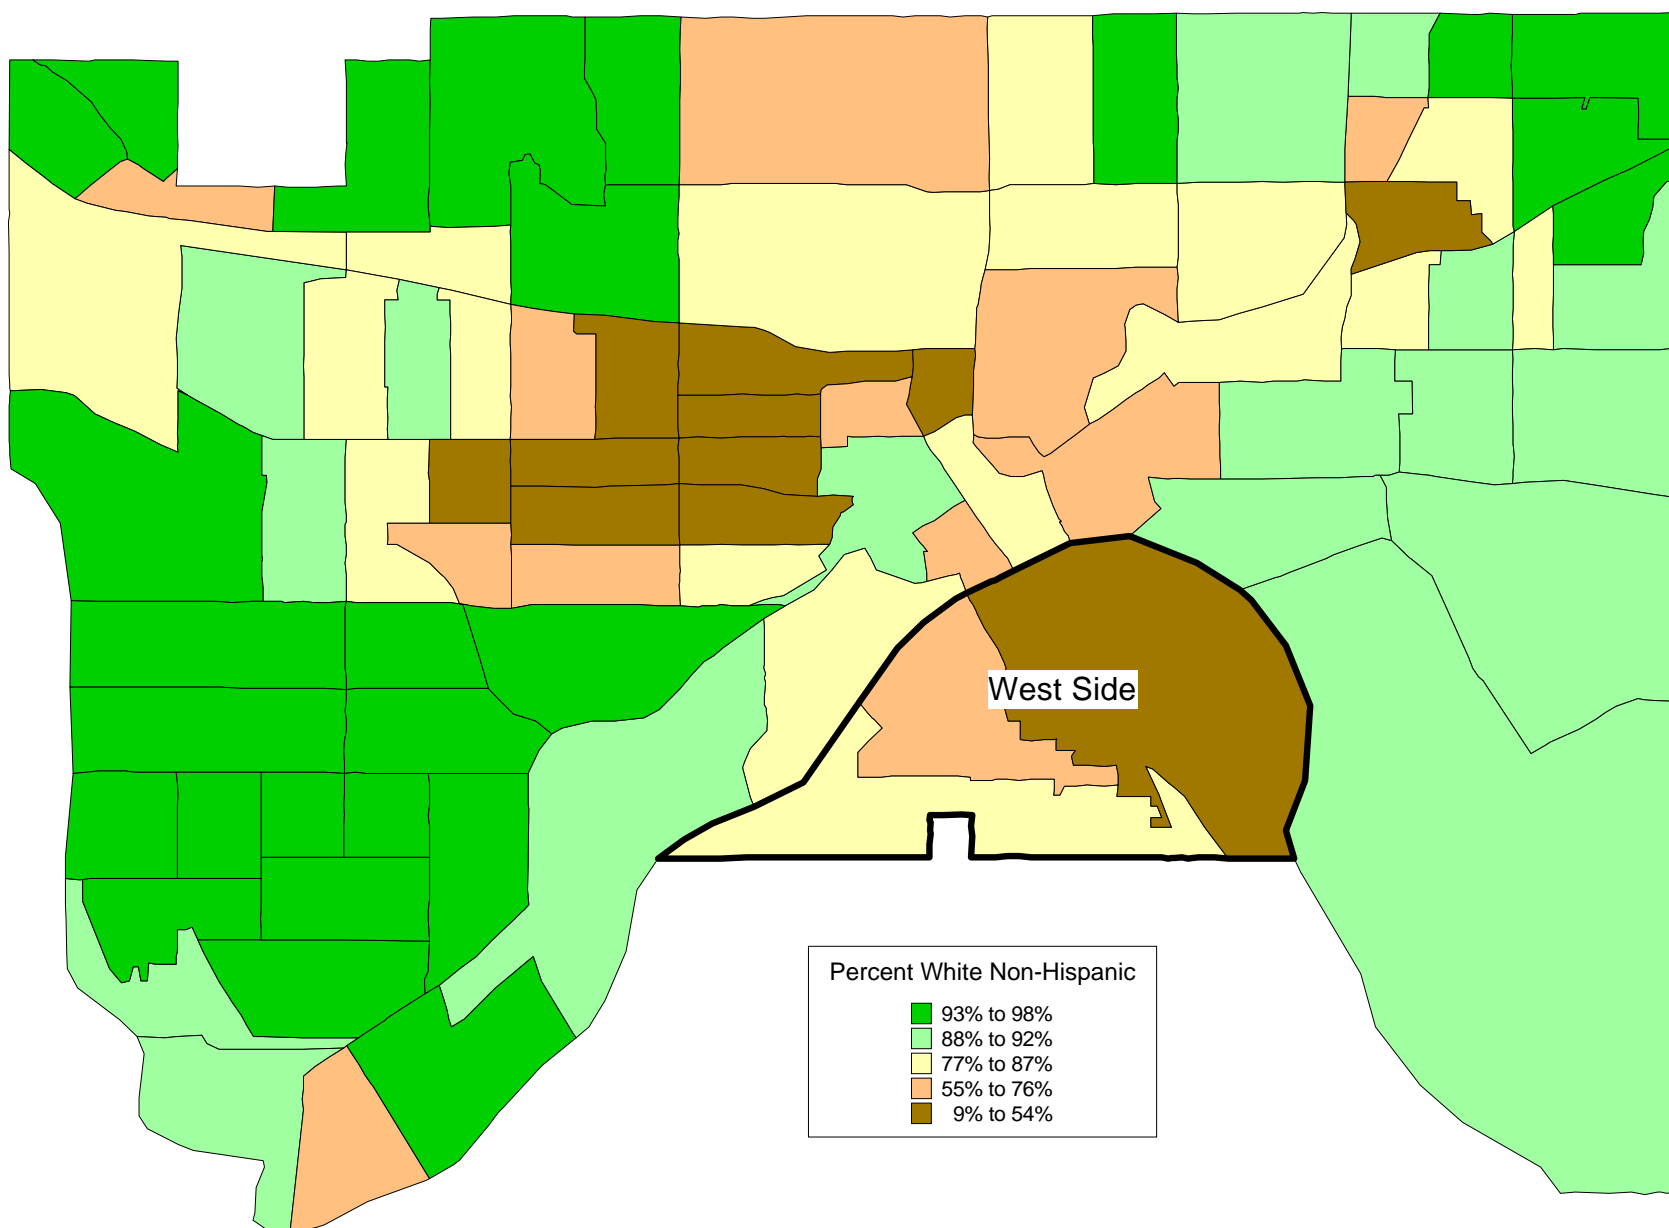 West Side
Percent White Non-Hispanic
93% to 98%
88% to 92%
77% to 87%
55% to 76%
9% to 54%